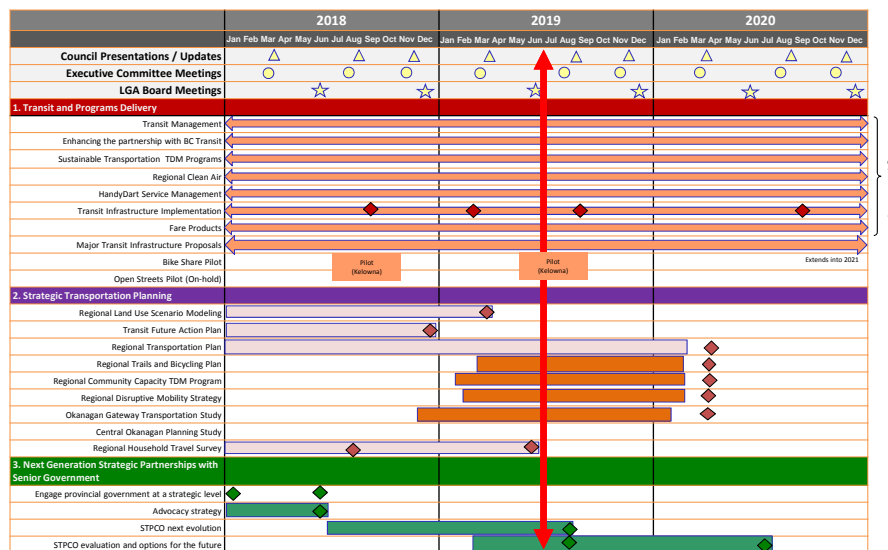 2018 2019 2020
Jan Feb Mar Apr May Jun Jul Aug Sep Oct Nov Dec Jan Feb Mar Apr May Jun Jul Aug Sep Oct Nov Dec Jan Feb Mar Apr May Jun Jul Aug Sep Oct Nov Dec
Council Presentations / Updates
Executive Committee Meetings
LGA Board Meetings
1. Transit and Programs Delivery
Transit Management
Enhancing the partnership with BC Transit
Sustainable Transportation TDM Programs
Regional Clean Air
HandyDart Service Management
Transit Infrastructure Implementation
Fare Products
Major Transit Infrastructure Proposals
Bike Share Pilot
Pilot
(Kelowna)
Pilot
(Kelowna)
Extends into 2021
Open Streets Pilot (On-hold)
2. Strategic Transportation Planning
Regional Land Use Scenario Modeling
Transit Future Action Plan
Regional Transportation Plan
Regional Trails and Bicycling Plan
Regional Community Capacity TDM Program
Regional Disruptive Mobility Strategy
Okanagan Gateway Transportation Study
Central Okanagan Planning Study
Regional Household Travel Survey
3. Next Generation Strategic Partnerships with
Senior Government
Engage provincial government at a strategic level
Advocacy strategy
STPCO next evolution
STPCO evaluation and options for the future